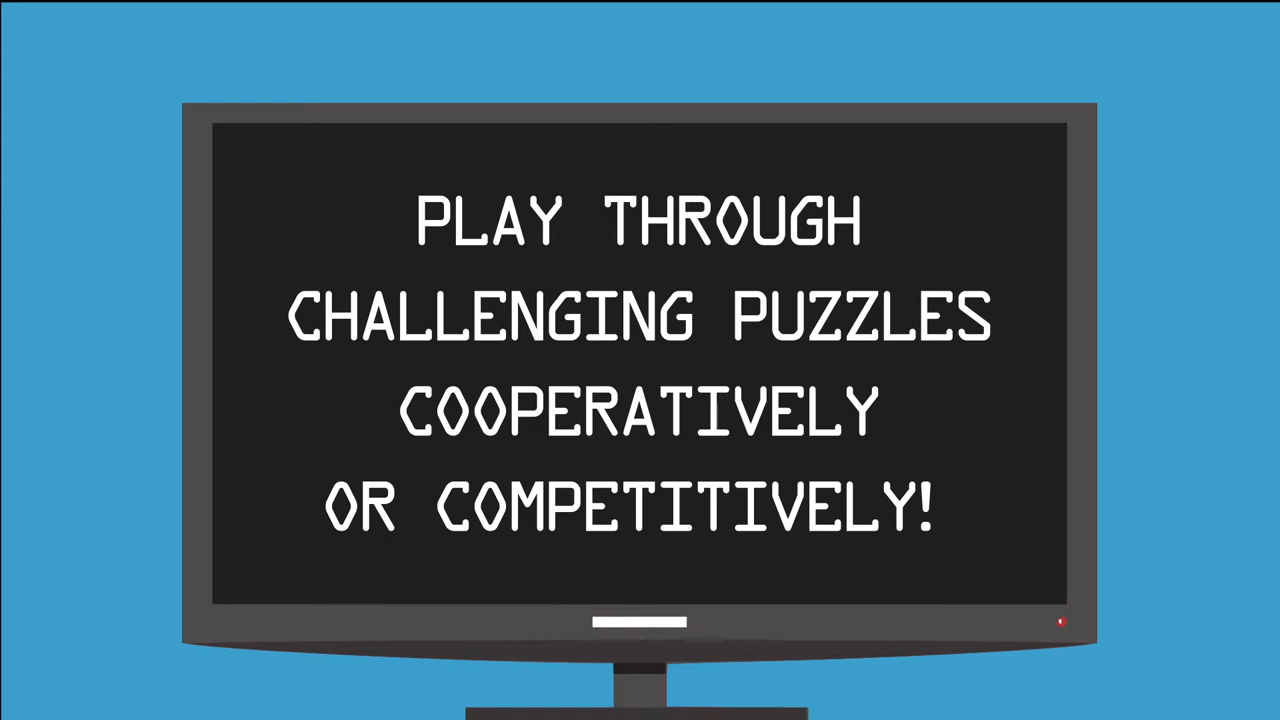 PLAY THROUGH
CHALLENGING PUZZLES
COOPERATIVELY
OR COMPETITIVELY!